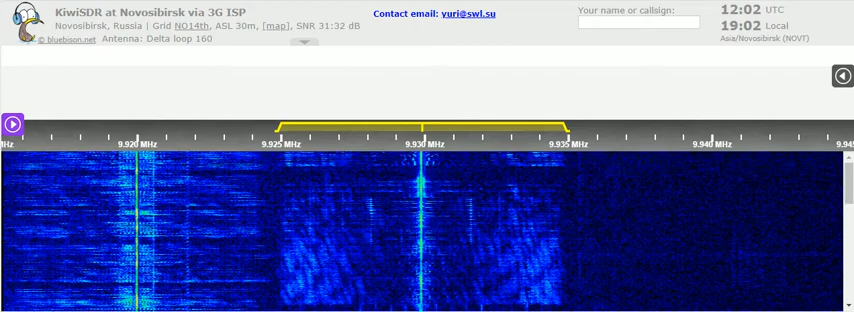 KiwiSDR at Novosibirsk via 3G ISP
Novosibirsk, Russia | Grid NO14th, ASL 30m, [map], SNR 31:32 dB
© bluebison.net Antenna: Delta loop 160
Contact email: yuri@swl.su
Your name or callsign:
12:02 UTC
19:02 Local
Asia/Novosibirsk (NOVT)
MHz 9.920 MHz 9.925 MHz 9.930 MHz 9.935 MHz 9.940 MHz 9.945